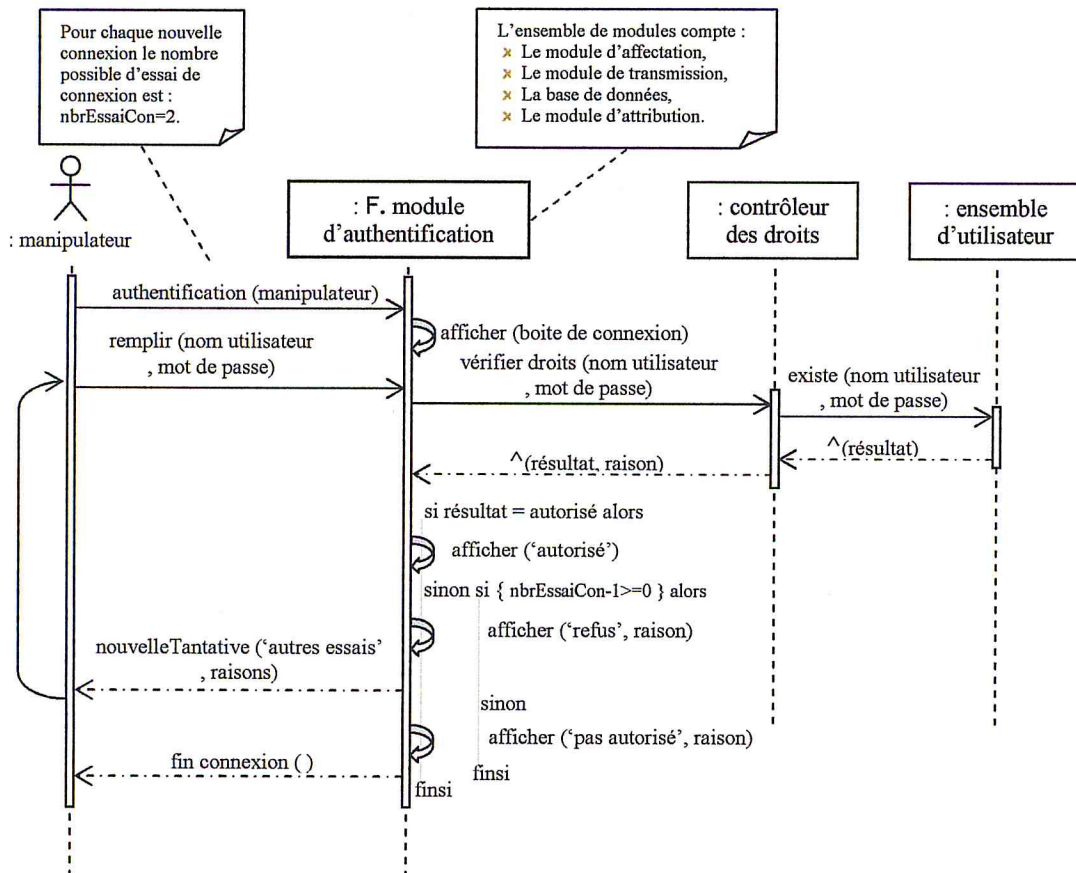 Pour chaque nouvelle
connexion le nombre
possible d'essai de
connexion est :
nbrEssaiCon=2.
L'ensemble de modules compte :
Le module d'affectation,
Le module de transmission,
La base de données,
Le module d'attribution.
: manipulateur
: F. module
d'authentification
: contrôleur
des droits
: ensemble
d'utilisateur
authentification (manipulateur)
afficher (boite de connexion)
remplir (nom utilisateur
, mot de passe)
vérifier droits (nom utilisateur
, mot de passe)
existe (nom utilisateur
, mot de passe)
^(résultat)
^(résultat, raison)
si résultat = autorisé alors
afficher ('autorisé')
sinon si { nbrEssaiCon-1>=0 } alors
afficher ('refus', raison)
nouvelleTantative ('autres essais'
, raisons)
sinon
afficher ('pas autorisé', raison)
fin connexion ( )
finsi
finsi